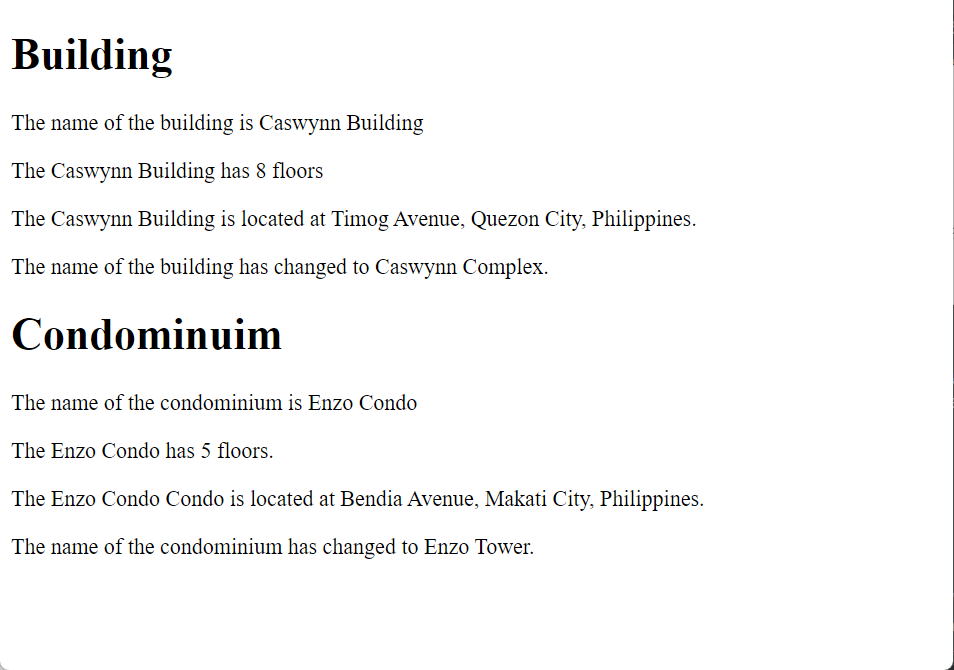 Building
The name of the building is Caswynn Building
The Caswynn Building has 8 floors
The Caswynn Building is located at Timog Avenue, Quezon City, Philippines.
The name of the building has changed to Caswynn Complex.
Condominuim
The name of the condominium is Enzo Condo
The Enzo Condo has 5 floors.
The Enzo Condo Condo is located at Bendia Avenue, Makati City, Philippines.
The name of the condominium has changed to Enzo Tower.